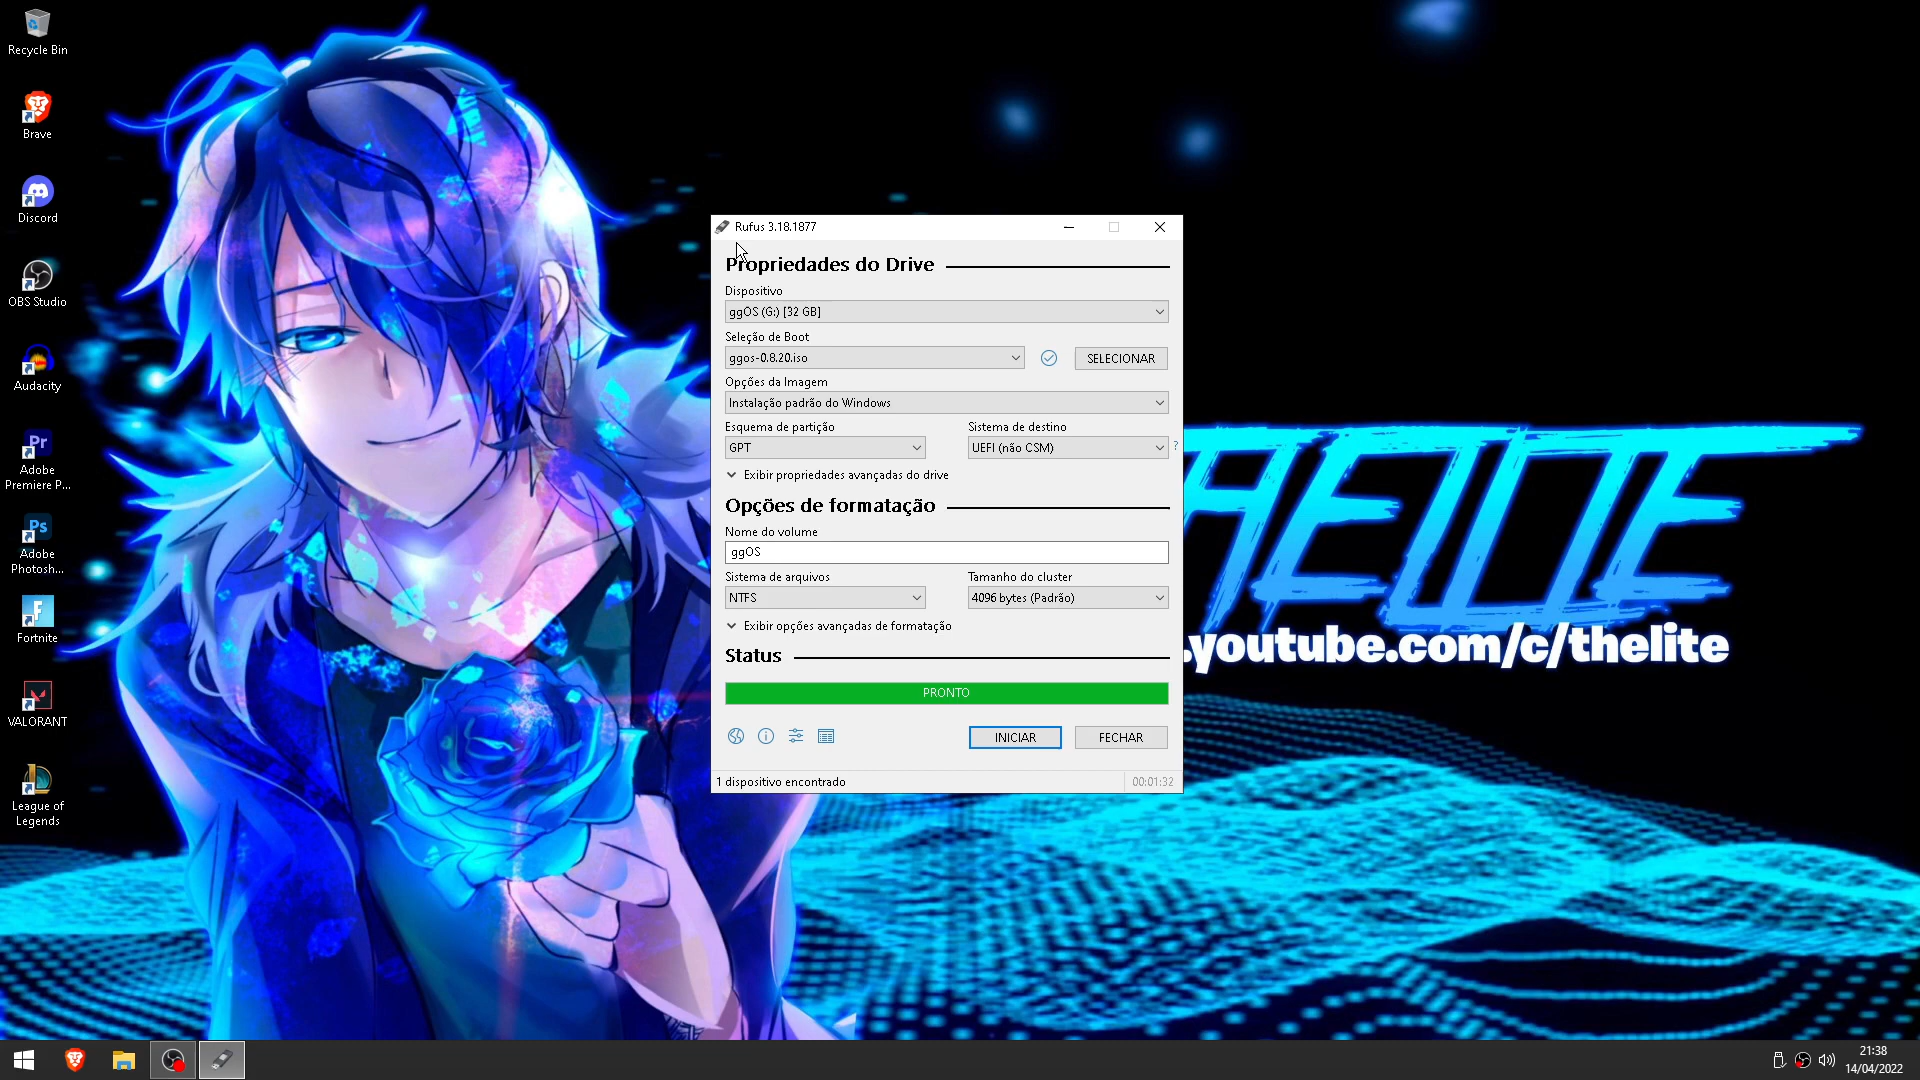 Recycle Bin
Brave
Discord
OBS Studio
Audacity
Adobe
Premiere P...
Adobe
Photosh...
Fortnite
VALORANT
League of
Legends
Rufus 3.18.1877
Propriedades do Drive
Dispositivo
ggOS (G:) [32 GB]
Seleção de Boot
ggos-0.8.20.iso
SELECIONAR
Opções da Imagem
Instalação padrão do Windows
Esquema de partição
Sistema de destino
GPT
UEFI (não CSM)
?
Exibir propriedades avançadas do drive
Opções de formatação
Nome do volume
ggOS
Sistema de arquivos
Tamanho do cluster
NTFS
4096 bytes (Padrão)
Exibir opções avançadas de formatação
Status
PRONTO
INICIAR
FECHAR
1 dispositivo encontrado
00:01:32
HELITE
.youtube.com/c/thelite
Pr
Ps
21:38
14/04/2022